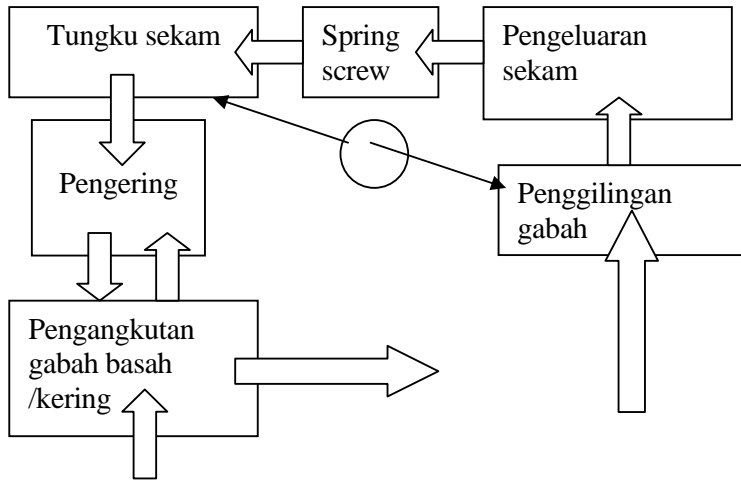 Tungku sekam
Spring
screw
Pengeluaran
sekam
Pengering
Penggilingan
gabah
Pengangkutan
gabah basah
/kering